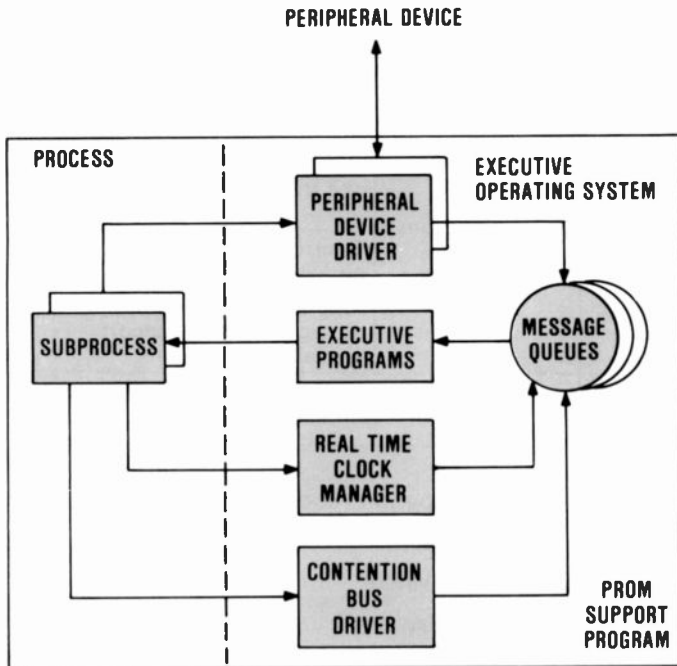 PERIPHERAL DEVICE
PROCESS
EXECUTIVE
OPERATING SYSTEM
PERIPHERAL
DEVICE
DRIVER
SUBPROCESS
EXECUTIVE
PROGRAMS
MESSAGE
QUEUES
REAL TIME
CLOCK
MANAGER
CONTENTION
BUS
DRIVER
PROM
SUPPORT
PROGRAM